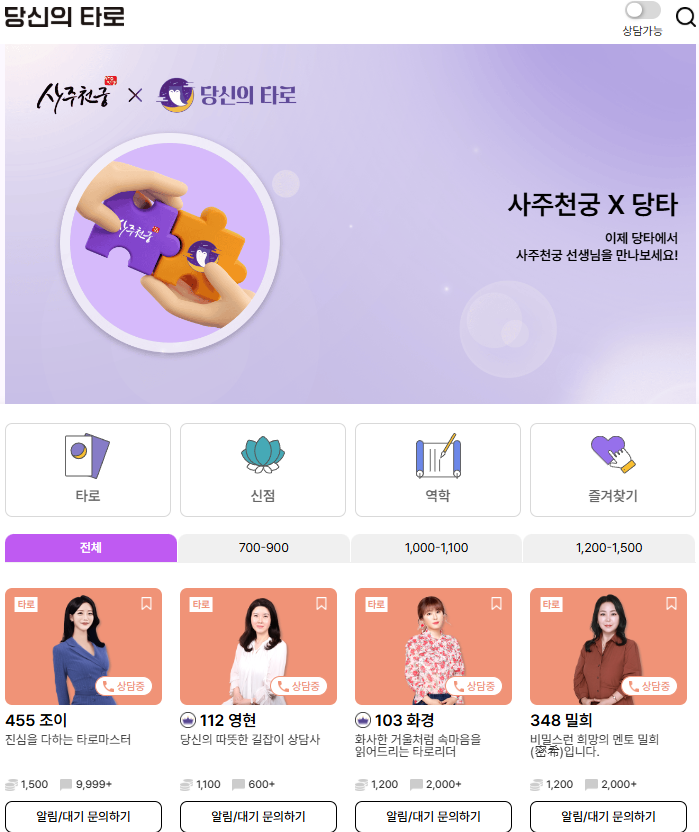 당신의 타로
상담가능
사주천궁 × 당신의 타로
사주천궁
사주천궁 X 당타
이제 당타에서
사주천궁 선생님을 만나보세요!
타로 신점 역학 즐겨찾기
전체 700-900 1,000-1,100 1,200-1,500
타로 타로 타로 타로
상담중 상담중 상담중 상담중
455 조이 112 영현 103 화경 348 밀희
진심을 다하는 타로마스터 당신의 따뜻한 길잡이 상담사 화사한 거울처럼 속마음을 비밀스런 희망의 멘토 밀희
읽어드리는 타로리더 (密希)입니다.
1,500 9,999+ 1,100 600+ 1,200 2,000+ 1,200 2,000+
알림/대기 문의하기 알림/대기 문의하기 알림/대기 문의하기 알림/대기 문의하기